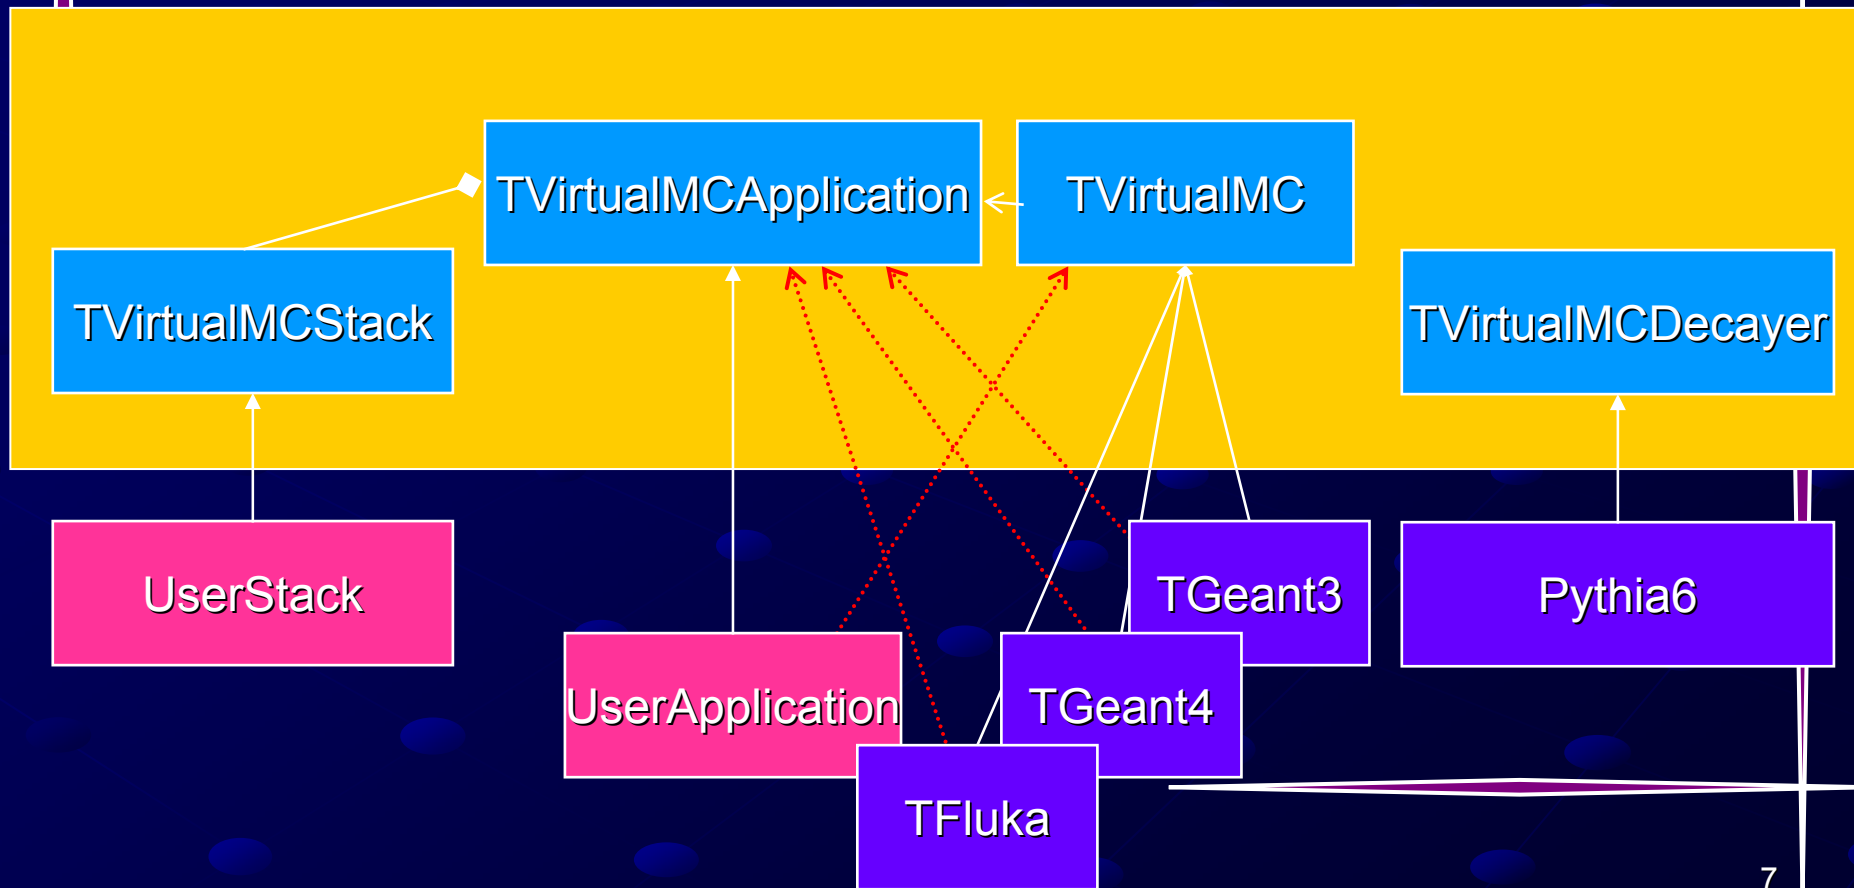 TVirtualMCApplication
TVirtualMC
TVirtualMCStack
TVirtualMCDecayer
UserStack
TGeant3
Pythia6
UserApplication
TGeant4
TFluka
7